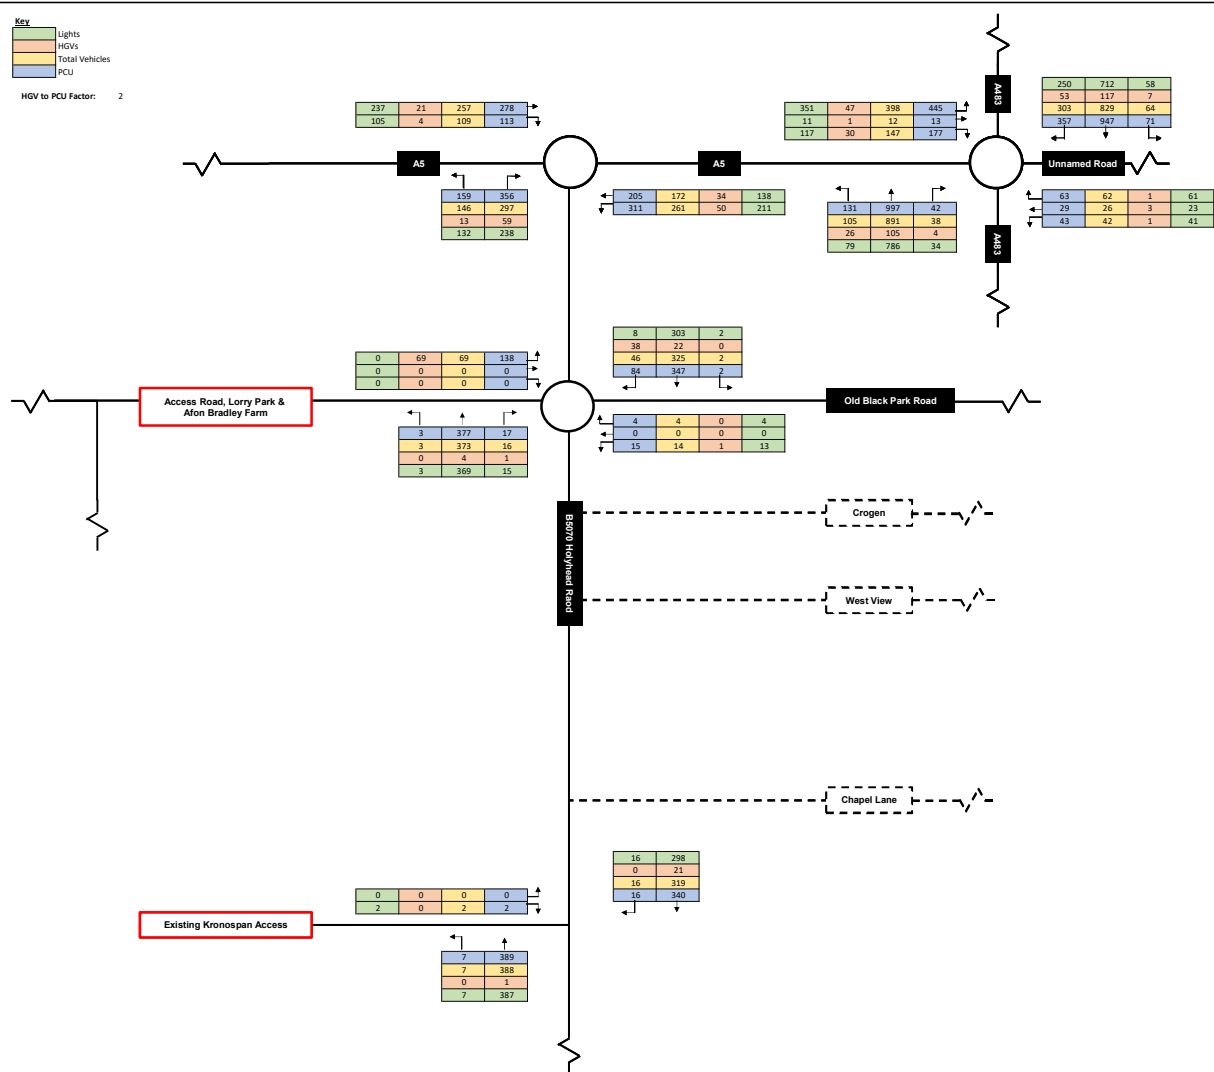 Key
Lights
HGVs
Total Vehicles
PCU
HGV to PCU Factor: 2
237 21 257 278
105 4 109 113
351 47 398 445
11 1 12 13
117 30 147 177
A483
250 712 58
53 117 7
303 829 64
357 947 71
A5
A5
Unnamed Road
159 356
146 297
13 59
132 238
205 172 34 138
311 261 50 211
131 997 42
105 891 38
26 105 4
79 786 34
A483
63 62 1 61
29 26 3 23
43 42 1 41
0 69 69 138
0 0 0 0
0 0 0 0
8 303 2
38 22 0
46 325 2
84 347 2
Access Road, Lorry Park &
Afon Bradley Farm
Old Black Park Road
3 377 17
3 373 16
0 4 1
3 369 15
4 4 0 4
0 0 0 0
15 14 1 13
B5070 Holyhead Raod
Crogen
West View
Chapel Lane
16 298
0 21
16 319
16 340
0 0 0 0
2 0 2 2
Existing Kronospan Access
7 389
7 388
0 1
7 387